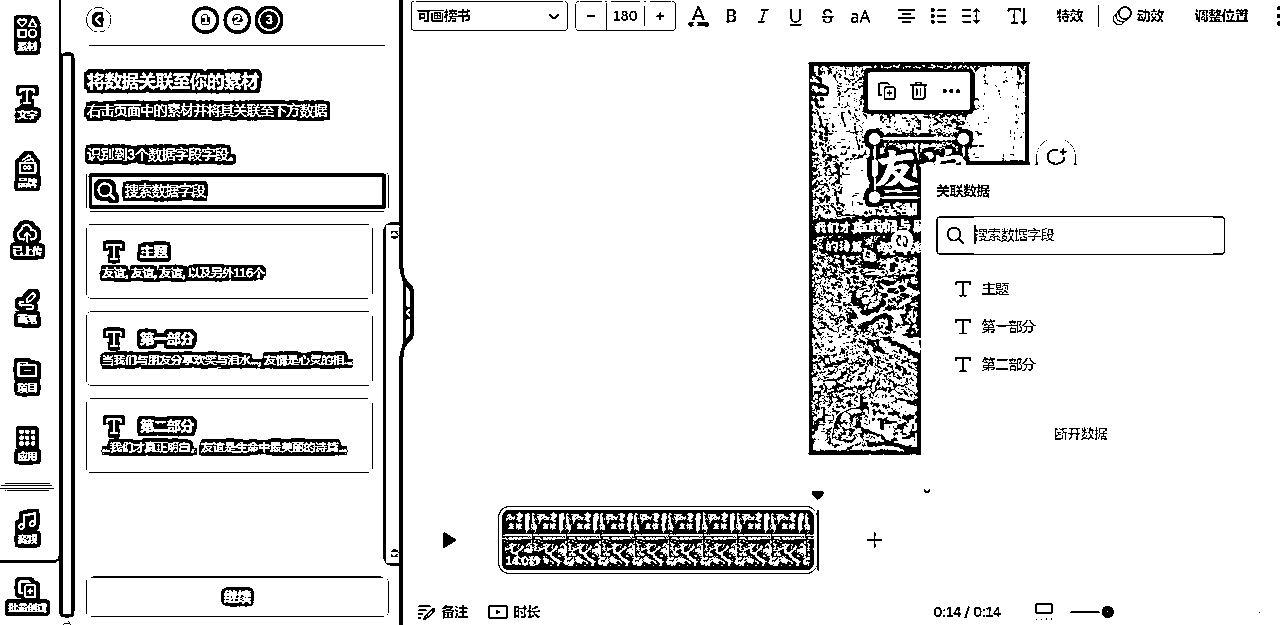 素材
文字
品牌
已上传
画笔
项目
应用
音频
批量创建
1 2 3
将数据关联至你的素材
右击页面中的素材并将其关联至下方数据
识别到3个数据字段字段。
搜索数据字段
主题
友谊, 友谊, 友谊, 以及另外116个
第一部分
当我们与朋友分享欢笑与泪水..., 友情是心灵的相...
第二部分
...我们才真正明白, 友谊是生命中最美丽的诗篇...
继续
可画榜书
− 180 +
A B I U S aA
特效
动效
调整位置
友谊
关联数据
搜索数据字段
主题
第一部分
第二部分
断开数据
14.0秒
备注
时长
0:14 / 0:14